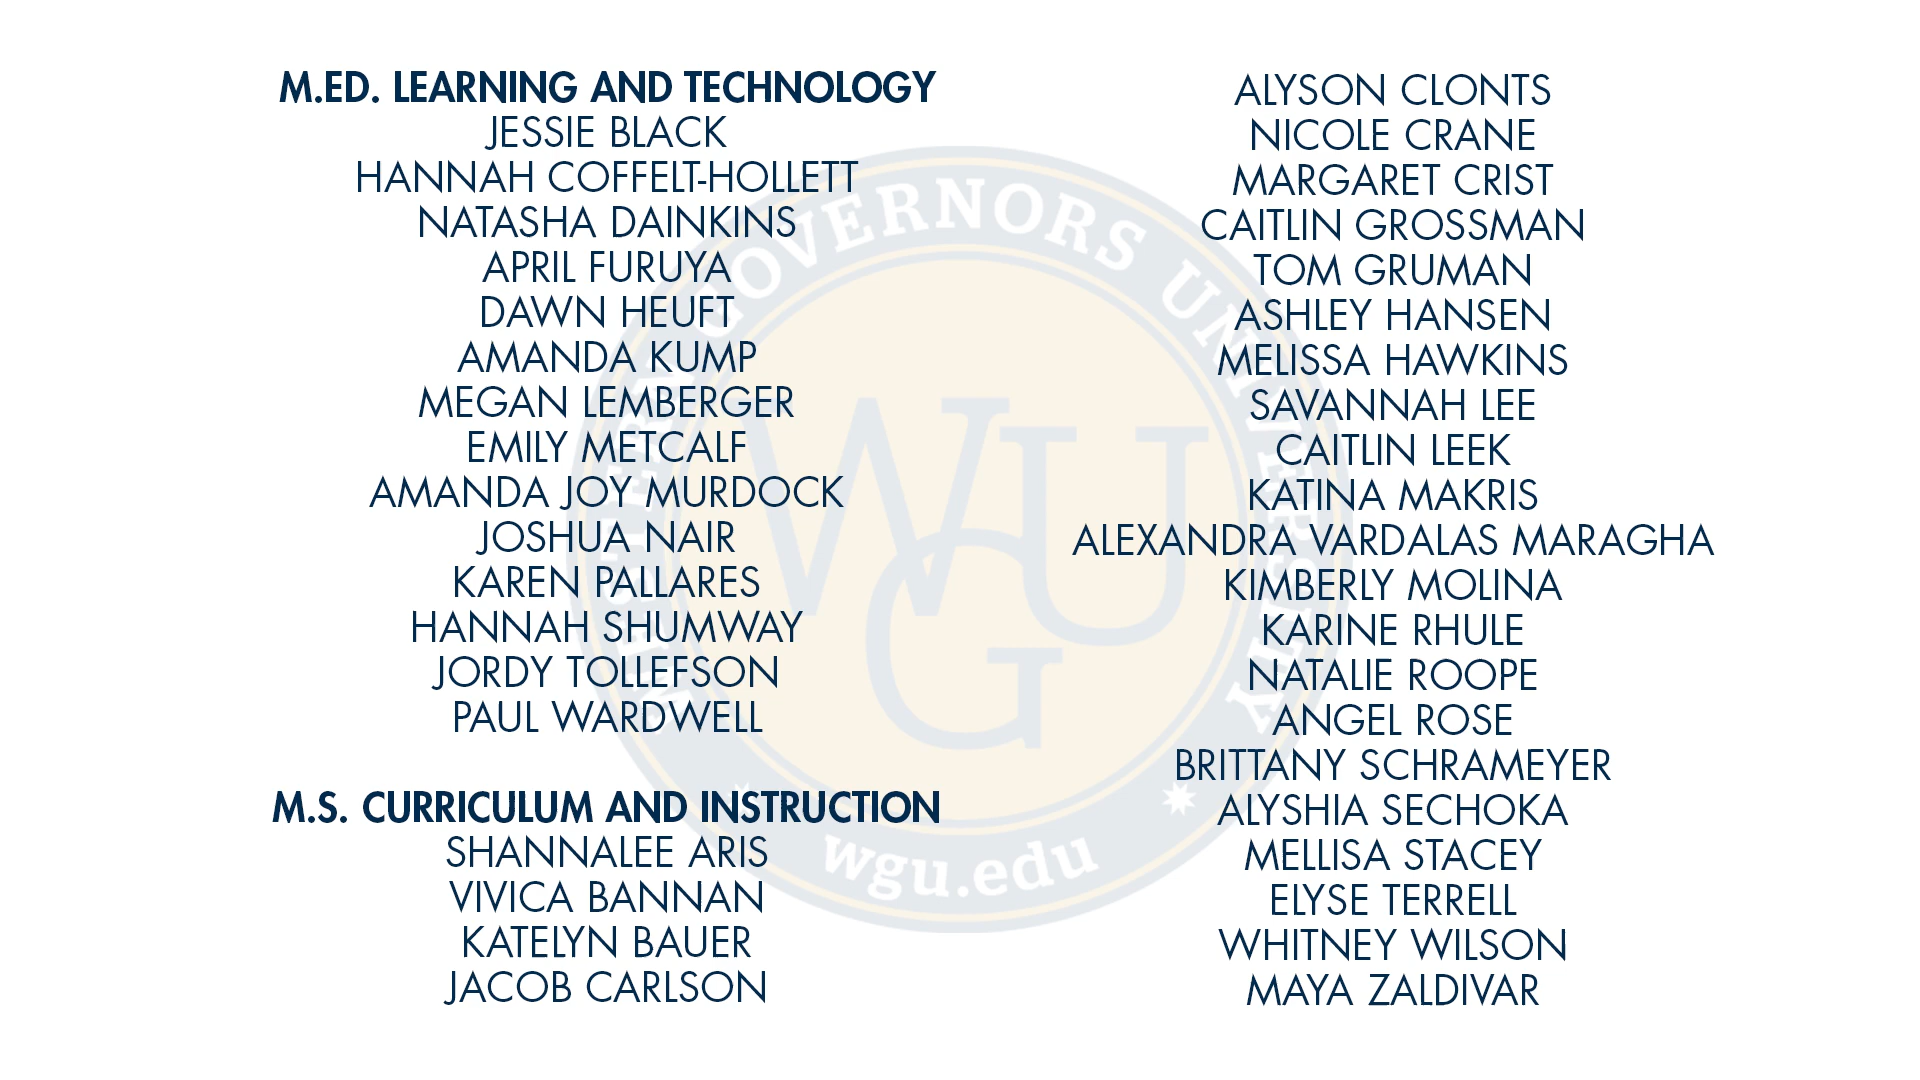 M.ED. LEARNING AND TECHNOLOGY
JESSIE BLACK
HANNAH COFFELT-HOLLETT
NATASHA DAINKINS
APRIL FURUYA
DAWN HEUFT
AMANDA KUMP
MEGAN LEMBERGER
EMILY METCALF
AMANDA JOY MURDOCK
JOSHUA NAIR
KAREN PALLARES
HANNAH SHUMWAY
JORDY TOLLEFSON
PAUL WARDWELL
M.S. CURRICULUM AND INSTRUCTION
SHANNALEE ARIS
VIVICA BANNAN
KATELYN BAUER
JACOB CARLSON
ALYSON CLONTS
NICOLE CRANE
MARGARET CRIST
CAITLIN GROSSMAN
TOM GRUMAN
ASHLEY HANSEN
MELISSA HAWKINS
SAVANNAH LEE
CAITLIN LEEK
KATINA MAKRIS
ALEXANDRA VARDALAS MARAGHA
KIMBERLY MOLINA
KARINE RHULE
NATALIE ROOPE
ANGEL ROSE
BRITTANY SCHRAMEYER
ALYSHIA SECHOKA
MELLISA STACEY
ELYSE TERRELL
WHITNEY WILSON
MAYA ZALDIVAR
WESTERN GOVERNORS UNIVERSITY
WGU
wgu.edu